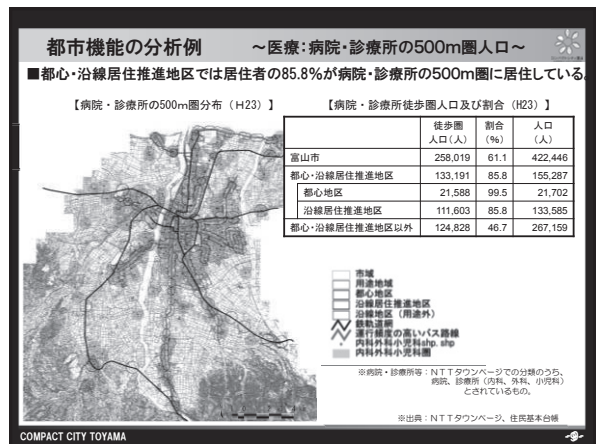 都市機能の分析例　～医療:病院・診療所の500m圏人口～
■都心・沿線居住推進地区では居住者の85.8%が病院・診療所の500m圏に居住している。
【病院・診療所の500m圏分布（H23）】
【病院・診療所徒歩圏人口及び割合（H23）】
徒歩圏人口(人) 割合(%) 人口(人)
富山市 258,019 61.1 422,446
都心・沿線居住推進地区 133,191 85.8 155,287
都心地区 21,588 99.5 21,702
沿線居住推進地区 111,603 85.8 133,585
都心・沿線居住推進地区以外 124,828 46.7 267,159
市域
用途地域
都心地区
沿線居住推進地区
沿線地区（用途外）
鉄軌道網
運行頻度の高いバス路線
内科外科小児科shp. shp
内科外科小児科圏
※病院・診療所等：NTTタウンページでの分類のうち、
病院、診療所（内科、外科、小児科）
とされているもの。
※出典：NTTタウンページ、住民基本台帳
COMPACT CITY TOYAMA